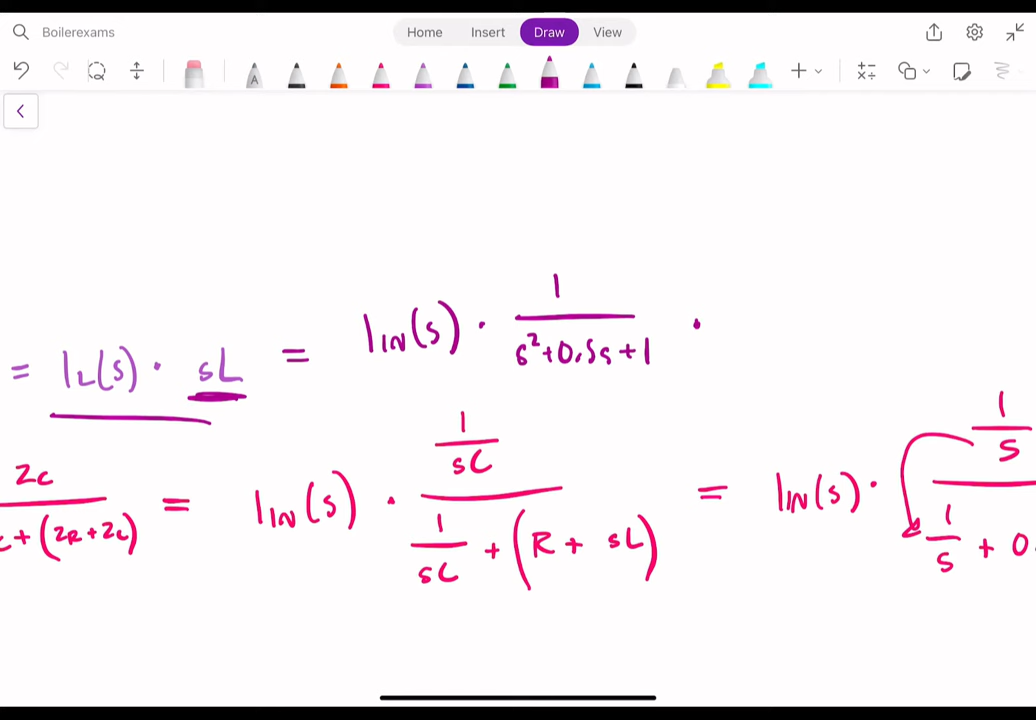 Boilerexams
Home Insert Draw View
A
= I_L(s) · sL = I_IN(s) · 1/(s²+0.5s+1) ·
Z_C/(C+(Z_R+Z_L)) = I_IN(s) · (1/sC)/(1/sC + (R + sL)) = I_IN(s) · (1/s)/(1/s + 0.